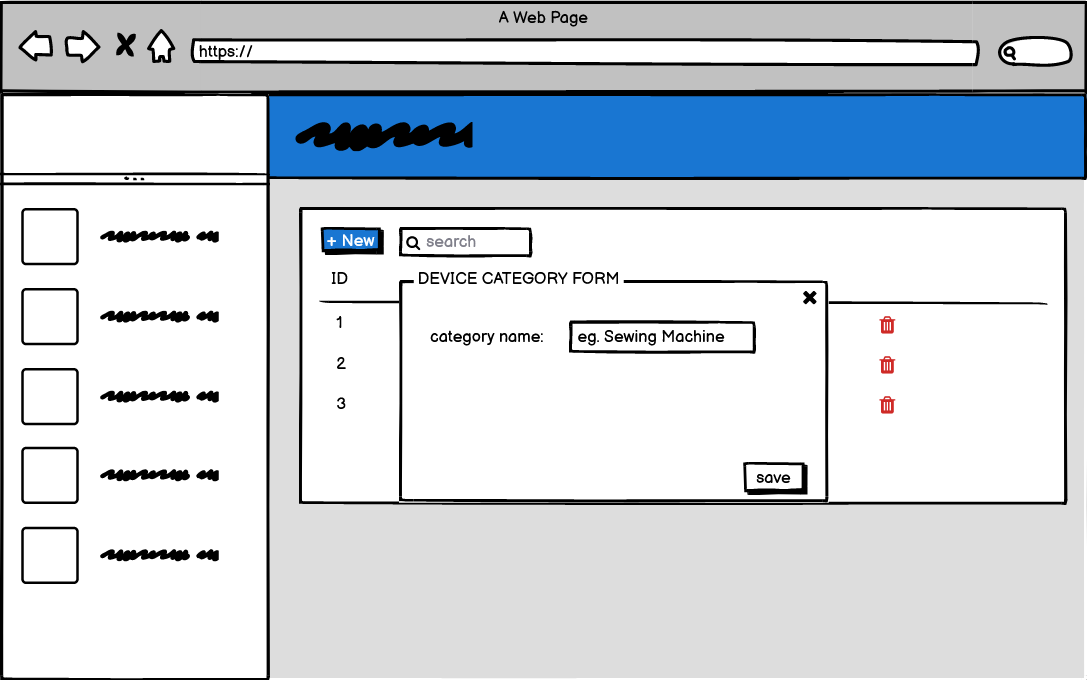 A Web Page
https://
+ New
search
ID
DEVICE CATEGORY FORM
1
category name:
eg. Sewing Machine
2
3
save